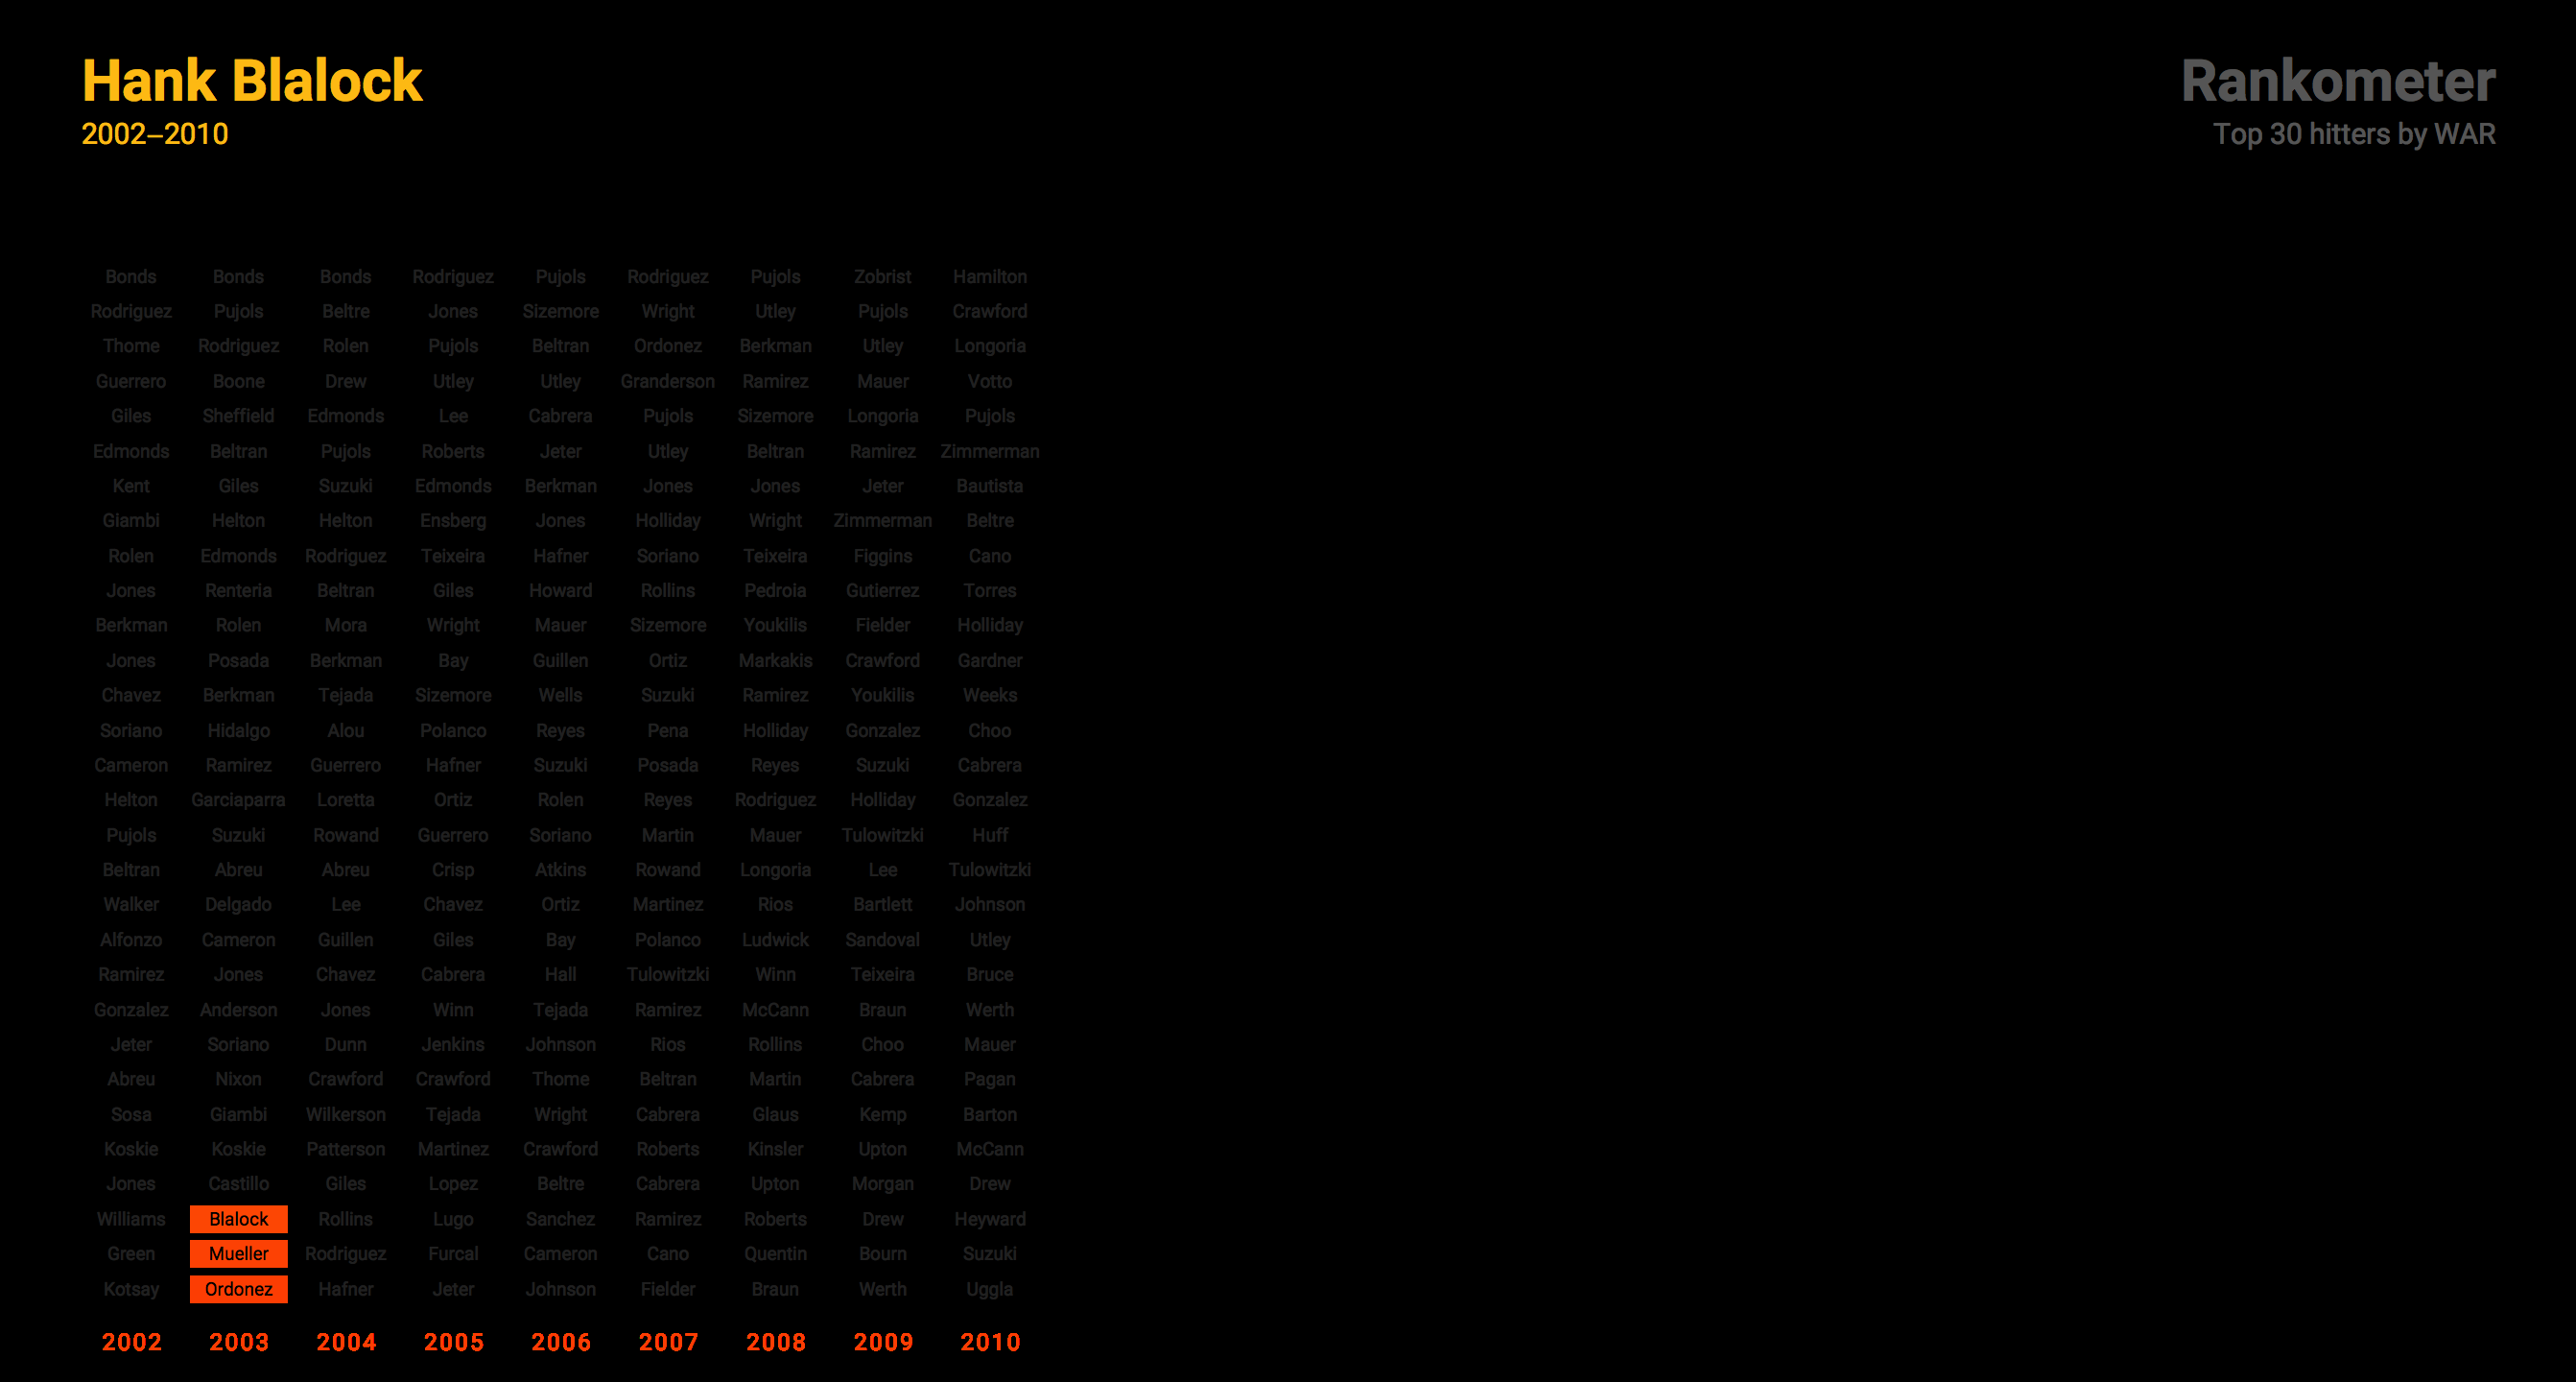 Hank Blalock
2002–2010
Rankometer
Top 30 hitters by WAR
Bonds Bonds Bonds Rodriguez Pujols Rodriguez Pujols Zobrist Hamilton
Rodriguez Pujols Beltre Jones Sizemore Wright Utley Pujols Crawford
Thome Rodriguez Rolen Pujols Beltran Ordonez Berkman Utley Longoria
Guerrero Boone Drew Utley Utley Granderson Ramirez Mauer Votto
Giles Sheffield Edmonds Lee Cabrera Pujols Sizemore Longoria Pujols
Edmonds Beltran Pujols Roberts Jeter Utley Beltran Ramirez Zimmerman
Kent Giles Suzuki Edmonds Berkman Jones Jones Jeter Bautista
Giambi Helton Helton Ensberg Jones Holliday Wright Zimmerman Beltre
Rolen Edmonds Rodriguez Teixeira Hafner Soriano Teixeira Figgins Cano
Jones Renteria Beltran Giles Howard Rollins Pedroia Gutierrez Torres
Berkman Rolen Mora Wright Mauer Sizemore Youkilis Fielder Holliday
Jones Posada Berkman Bay Guillen Ortiz Markakis Crawford Gardner
Chavez Berkman Tejada Sizemore Wells Suzuki Ramirez Youkilis Weeks
Soriano Hidalgo Alou Polanco Reyes Pena Holliday Gonzalez Choo
Cameron Ramirez Guerrero Hafner Suzuki Posada Reyes Suzuki Cabrera
Helton Garciaparra Loretta Ortiz Rolen Reyes Rodriguez Holliday Gonzalez
Pujols Suzuki Rowand Guerrero Soriano Martin Mauer Tulowitzki Huff
Beltran Abreu Abreu Crisp Atkins Rowand Longoria Lee Tulowitzki
Walker Delgado Lee Chavez Ortiz Martinez Rios Bartlett Johnson
Alfonzo Cameron Guillen Giles Bay Polanco Ludwick Sandoval Utley
Ramirez Jones Chavez Cabrera Hall Tulowitzki Winn Teixeira Bruce
Gonzalez Anderson Jones Winn Tejada Ramirez McCann Braun Werth
Jeter Soriano Dunn Jenkins Johnson Rios Rollins Choo Mauer
Abreu Nixon Crawford Crawford Thome Beltran Martin Cabrera Pagan
Sosa Giambi Wilkerson Tejada Wright Cabrera Glaus Kemp Barton
Koskie Koskie Patterson Martinez Crawford Roberts Kinsler Upton McCann
Jones Castillo Giles Lopez Beltre Cabrera Upton Morgan Drew
Williams Blalock Rollins Lugo Sanchez Ramirez Roberts Drew Heyward
Green Mueller Rodriguez Furcal Cameron Cano Quentin Bourn Suzuki
Kotsay Ordonez Hafner Jeter Johnson Fielder Braun Werth Uggla
2002 2003 2004 2005 2006 2007 2008 2009 2010